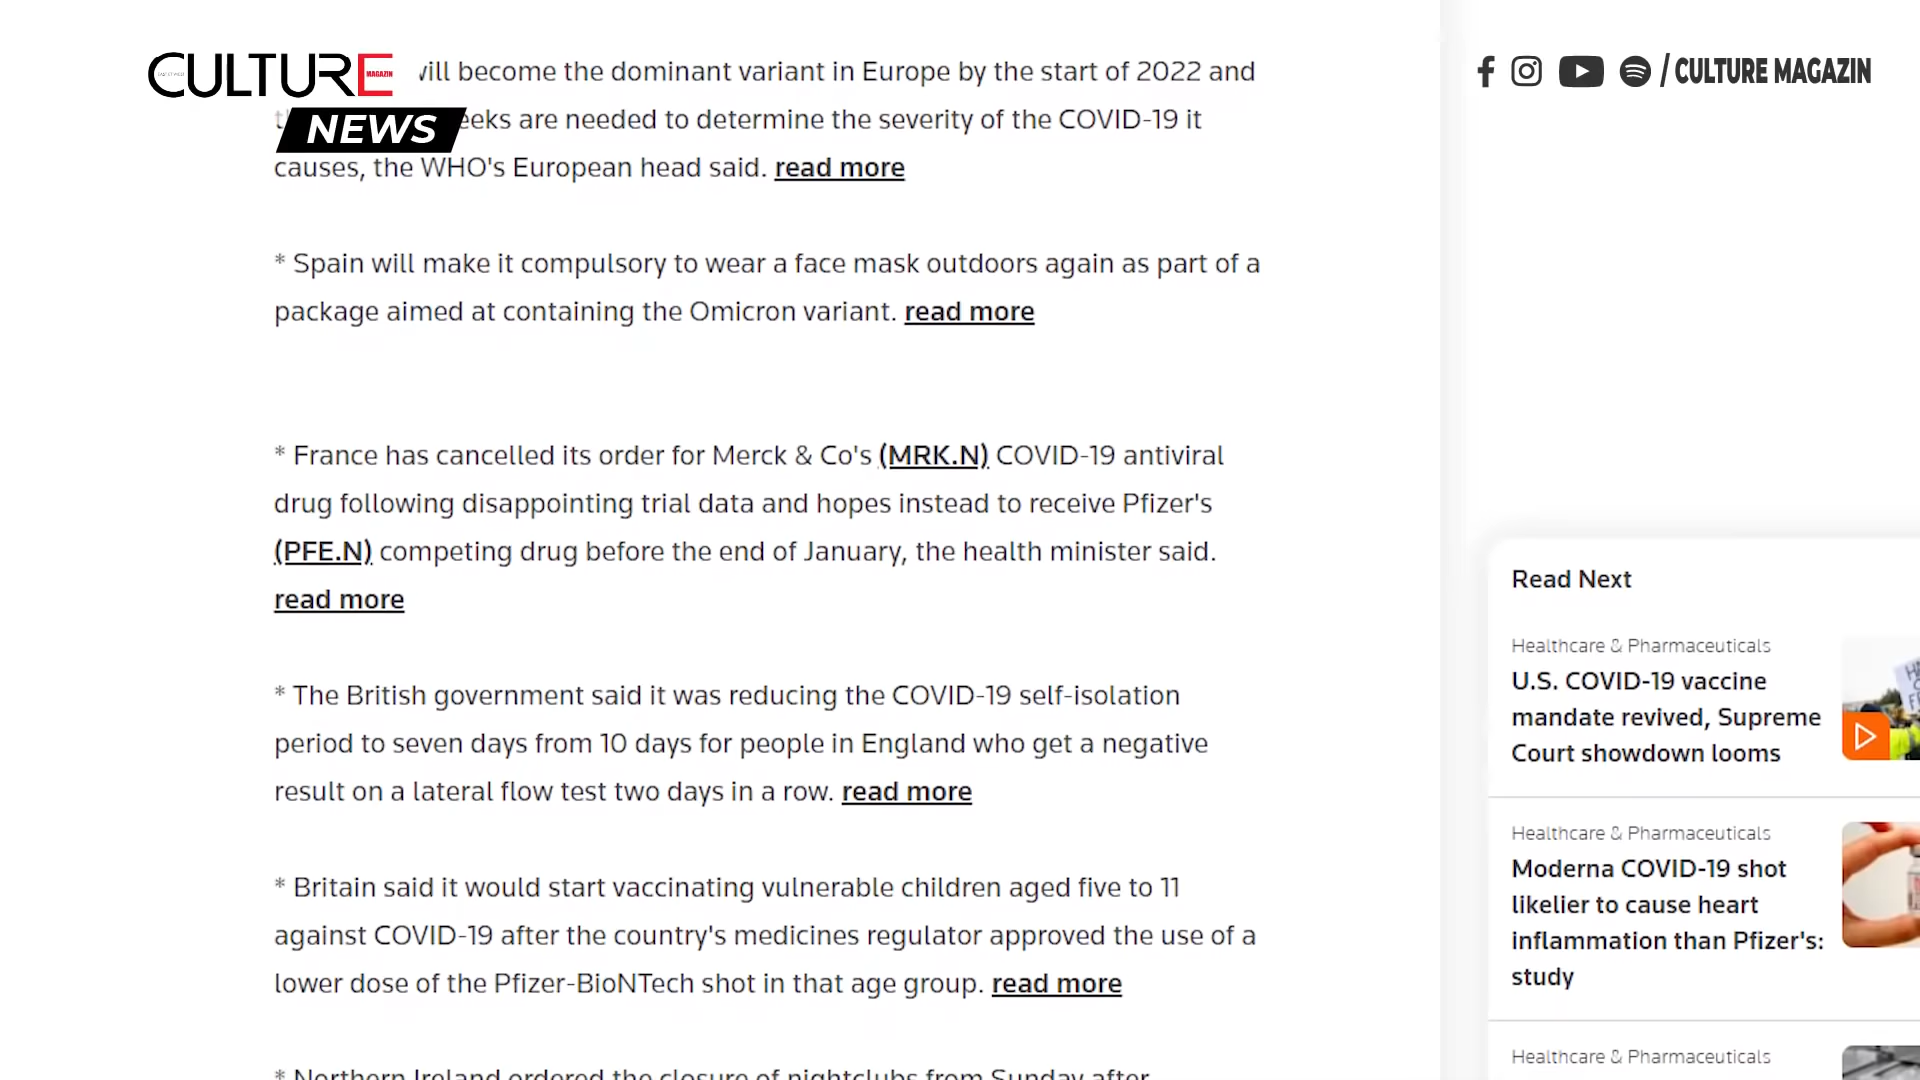 CULTURE
MAGAZIN
NEWS
/ CULTURE MAGAZIN
will become the dominant variant in Europe by the start of 2022 and
weeks are needed to determine the severity of the COVID-19 it
causes, the WHO's European head said. read more
* Spain will make it compulsory to wear a face mask outdoors again as part of a
package aimed at containing the Omicron variant. read more
* France has cancelled its order for Merck & Co's (MRK.N) COVID-19 antiviral
drug following disappointing trial data and hopes instead to receive Pfizer's
(PFE.N) competing drug before the end of January, the health minister said.
read more
* The British government said it was reducing the COVID-19 self-isolation
period to seven days from 10 days for people in England who get a negative
result on a lateral flow test two days in a row. read more
* Britain said it would start vaccinating vulnerable children aged five to 11
against COVID-19 after the country's medicines regulator approved the use of a
lower dose of the Pfizer-BioNTech shot in that age group. read more
* Northern Ireland ordered the closure of nightclubs from Sunday after
Read Next
Healthcare & Pharmaceuticals
U.S. COVID-19 vaccine
mandate revived, Supreme
Court showdown looms
Healthcare & Pharmaceuticals
Moderna COVID-19 shot
likelier to cause heart
inflammation than Pfizer's:
study
Healthcare & Pharmaceuticals